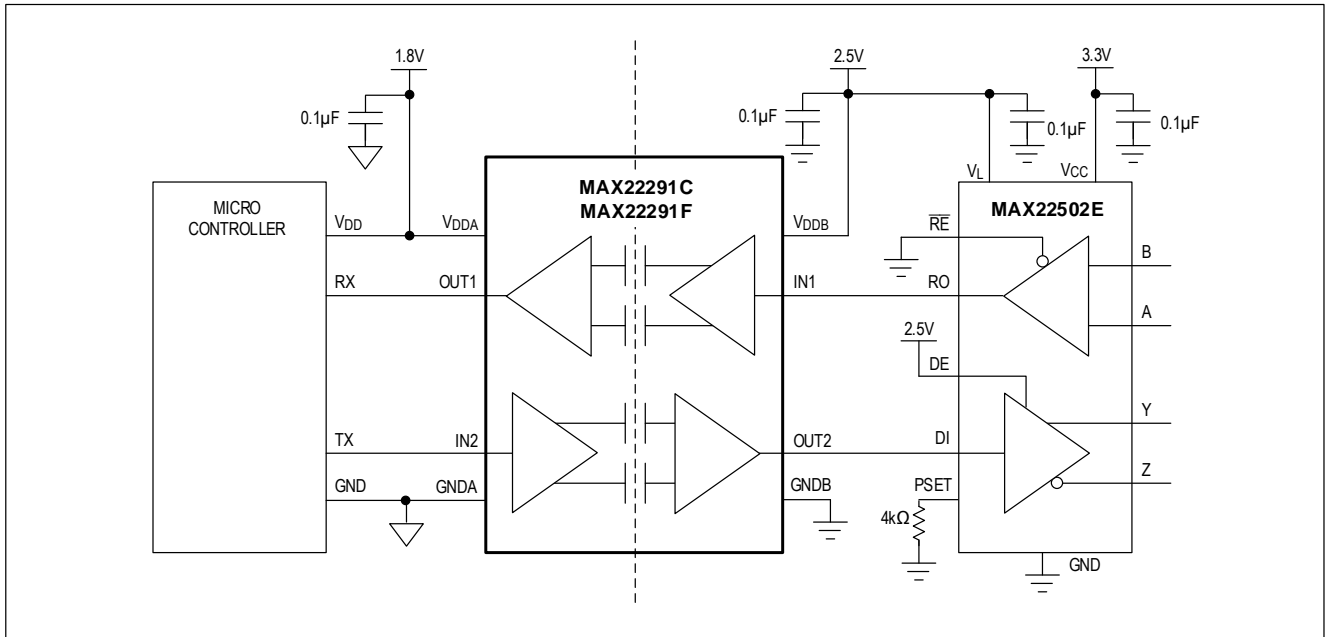 1.8V
2.5V
3.3V
0.1µF
0.1µF
0.1µF
0.1µF
VL
VCC
MICRO
CONTROLLER
MAX22291C
MAX22291F
MAX22502E
VDD
VDDA
VDDB
RE
B
RX
OUT1
IN1
RO
A
2.5V
DE
Y
TX
IN2
OUT2
DI
Z
GND
GNDA
GNDB
PSET
4kΩ
GND